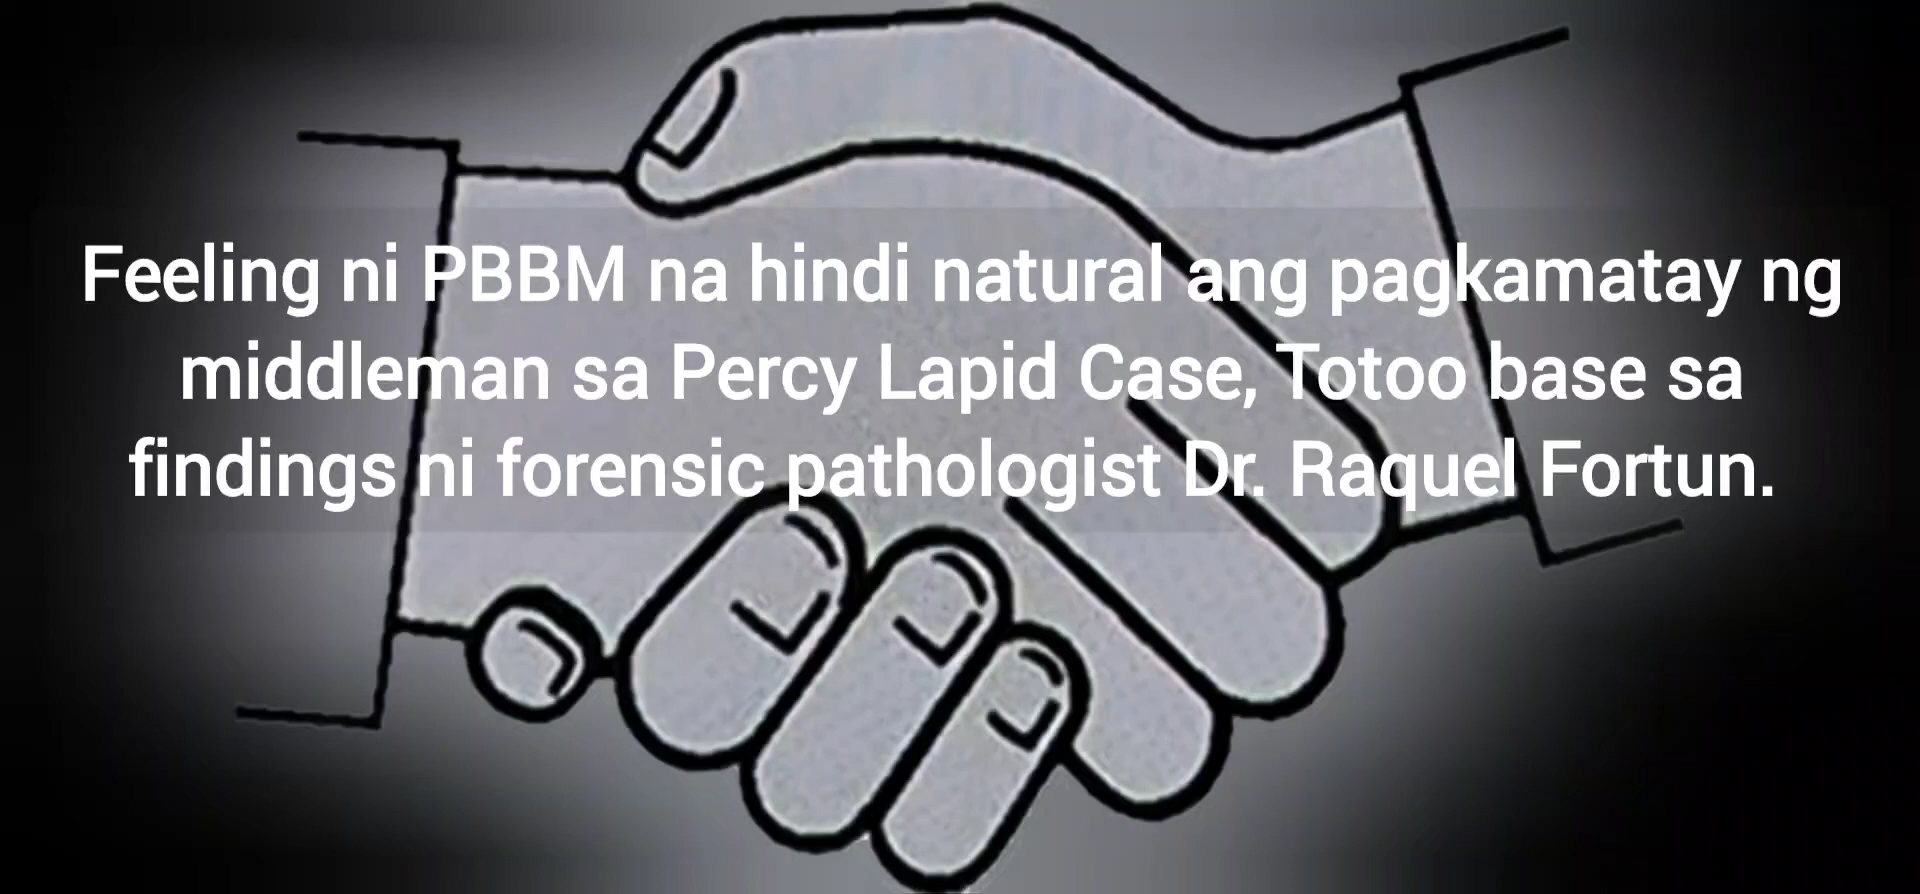 Feeling ni PBBM na hindi natural ang pagkamatay ng
middleman sa Percy Lapid Case, Totoo base sa
findings ni forensic pathologist Dr. Raquel Fortun.